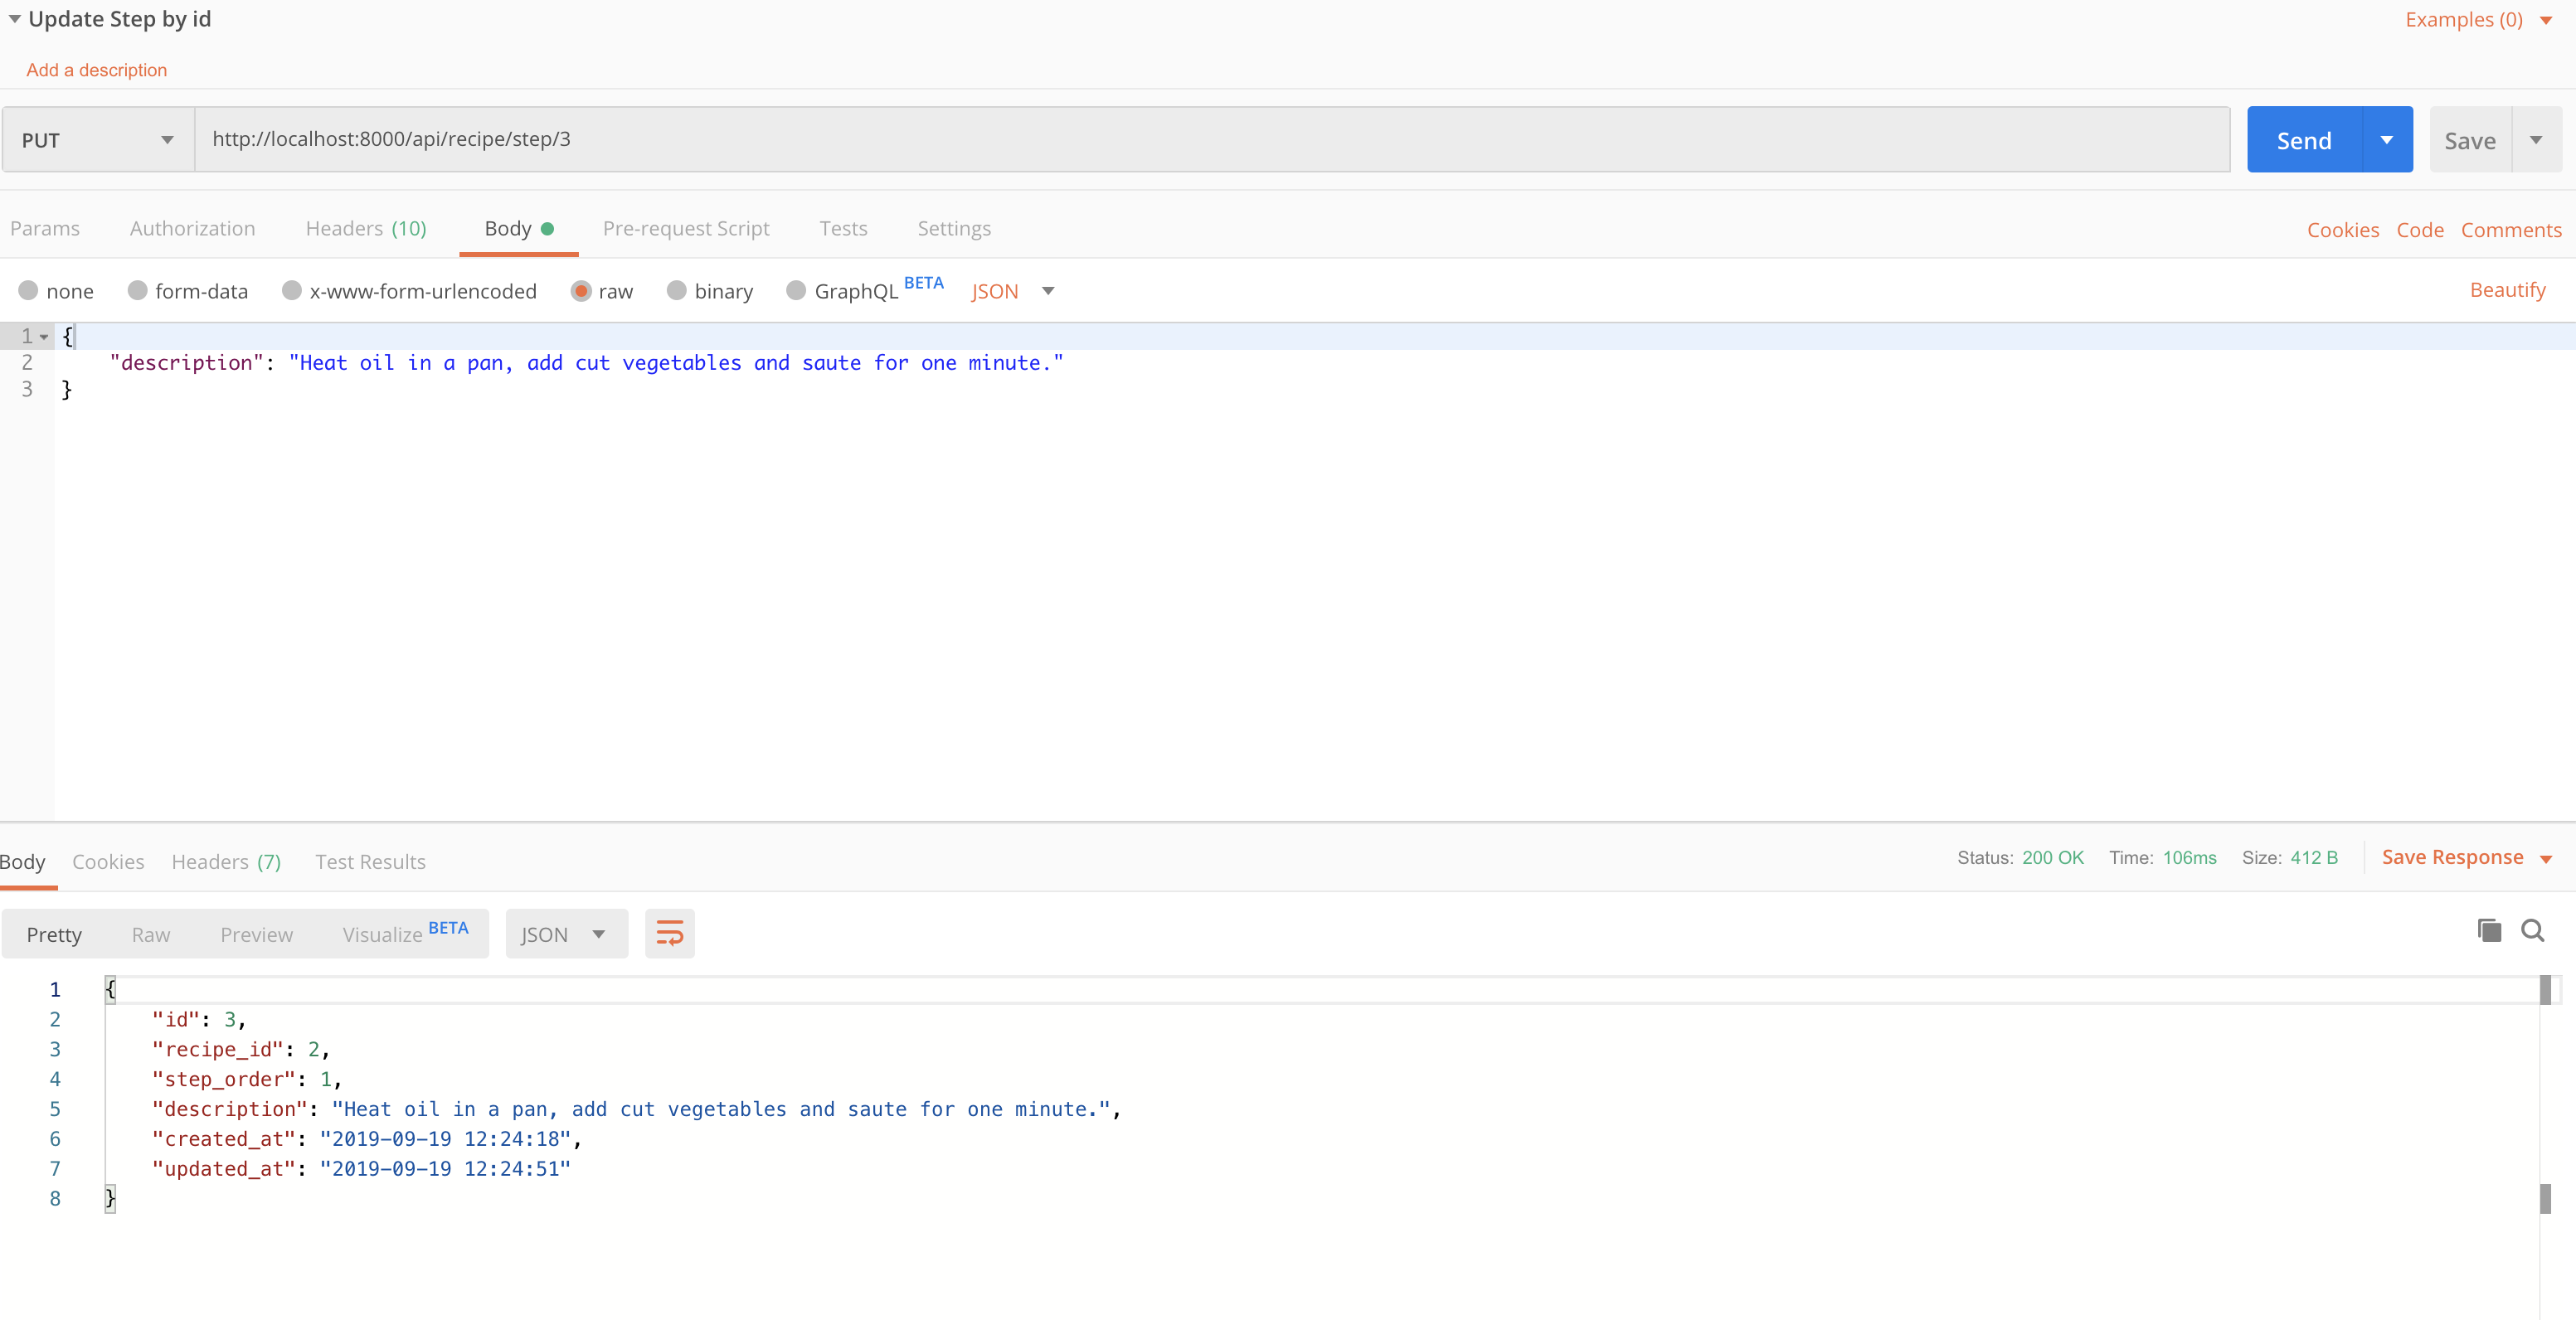 Update Step by id
Examples (0)
Add a description
PUT
http://localhost:8000/api/recipe/step/3
Send
Save
Params Authorization Headers (10) Body Pre-request Script Tests Settings
Cookies Code Comments
none form-data x-www-form-urlencoded raw binary GraphQL BETA JSON
Beautify
1 {
2 "description": "Heat oil in a pan, add cut vegetables and saute for one minute."
3 }
Body Cookies Headers (7) Test Results
Status: 200 OK Time: 106ms Size: 412 B Save Response
Pretty Raw Preview Visualize BETA JSON
1 {
2 "id": 3,
3 "recipe_id": 2,
4 "step_order": 1,
5 "description": "Heat oil in a pan, add cut vegetables and saute for one minute.",
6 "created_at": "2019-09-19 12:24:18",
7 "updated_at": "2019-09-19 12:24:51"
8 }